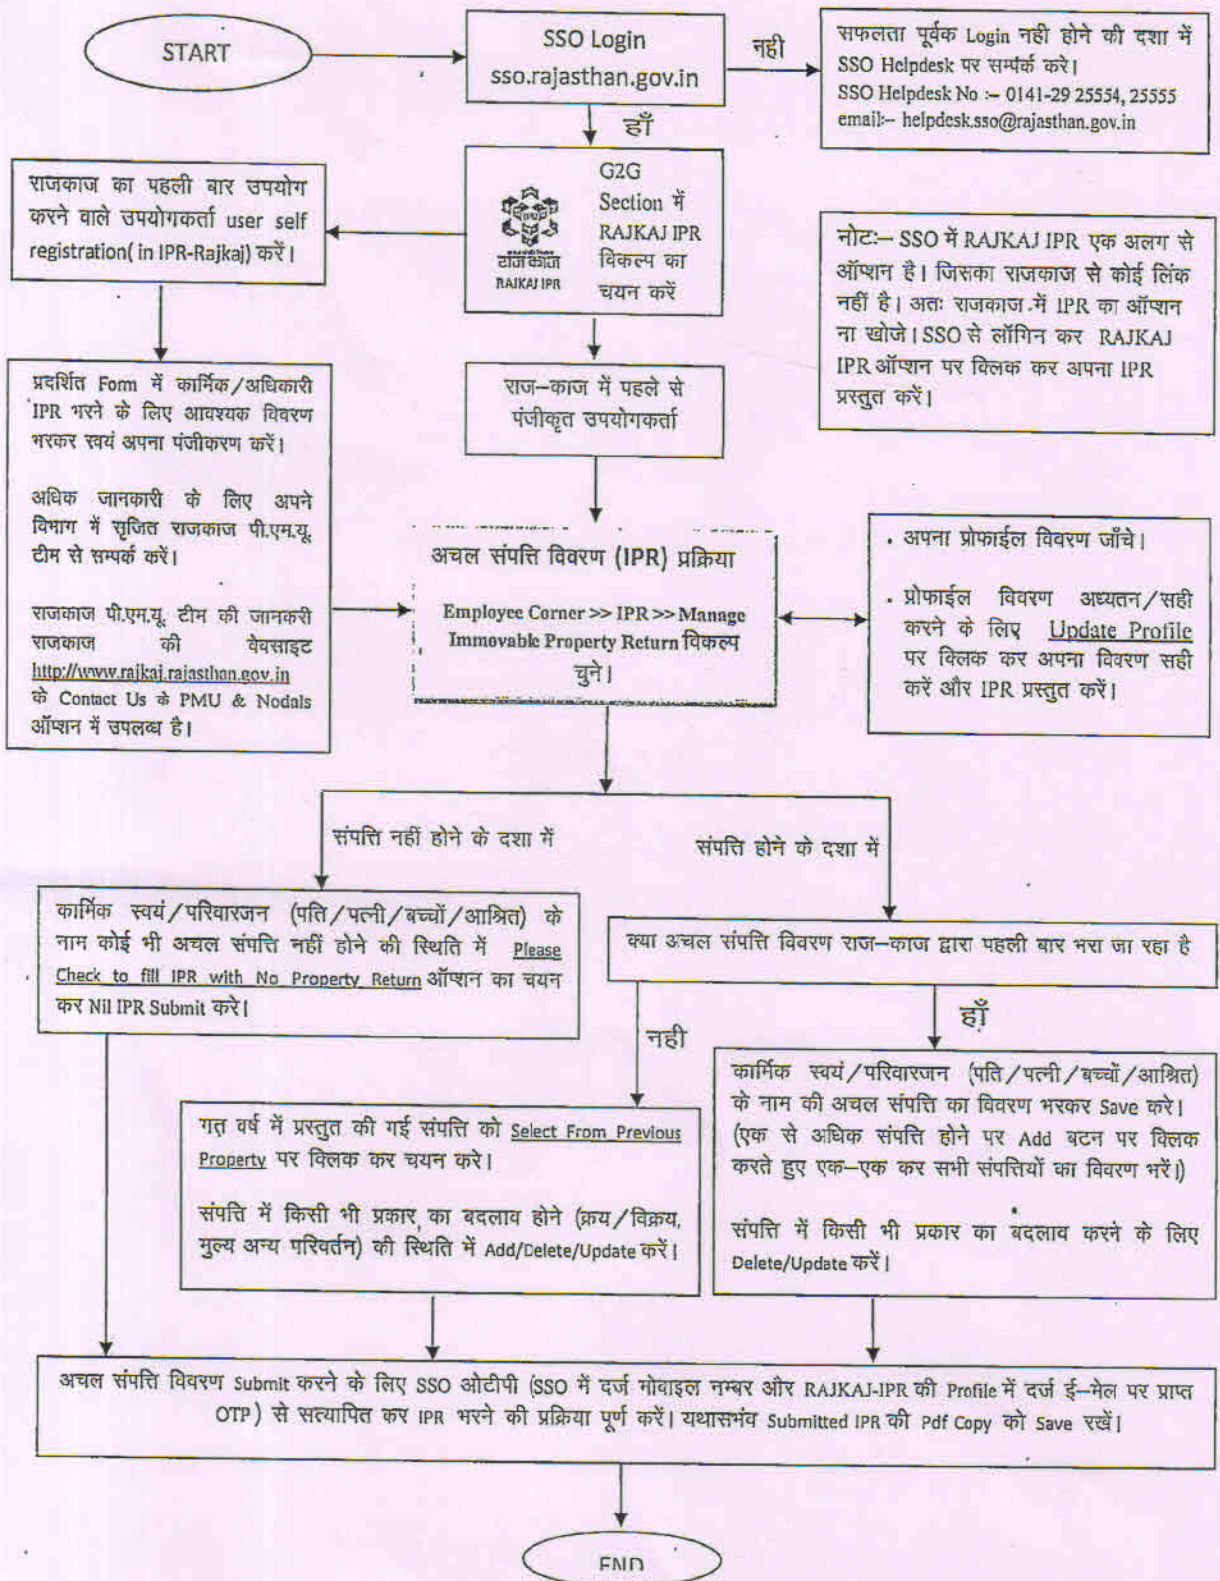 START
SSO Login
sso.rajasthan.gov.in
नही
सफलता पूर्वक Login नही होने की दशा में
SSO Helpdesk पर सम्पर्क करे।
SSO Helpdesk No :– 0141-29 25554, 25555
email:– helpdesk.sso@rajasthan.gov.in
हाँ
राजकाज का पहली बार उपयोग
करने वाले उपयोगकर्ता user self
registration( in IPR-Rajkaj) करें।
राज काज
RAJKAJ IPR
G2G
Section में
RAJKAJ IPR
विकल्प का
चयन करें
नोटः– SSO में RAJKAJ IPR एक अलग से
ऑप्शन है। जिसका राजकाज से कोई लिंक
नहीं है। अतः राजकाज में IPR का ऑप्शन
ना खोजे। SSO से लॉगिन कर RAJKAJ
IPR ऑप्शन पर क्लिक कर अपना IPR
प्रस्तुत करें।
प्रदर्शित Form में कार्मिक/अधिकारी
IPR भरने के लिए आवश्यक विवरण
भरकर स्वयं अपना पंजीकरण करें।
अधिक जानकारी के लिए अपने
विभाग में सृजित राजकाज पी.एम.यू.
टीम से सम्पर्क करें।
राजकाज पी.एम.यू. टीम की जानकरी
राजकाज की वेवसाइट
http://www.rajkaj.rajasthan.gov.in
के Contact Us के PMU & Nodals
ऑप्शन में उपलब्ध है।
राज–काज में पहले से
पंजीकृत उपयोगकर्ता
अचल संपत्ति विवरण (IPR) प्रक्रिया
Employee Corner >> IPR >> Manage
Immovable Property Return विकल्प
चुने।
• अपना प्रोफाईल विवरण जाँचे।
• प्रोफाईल विवरण अध्यतन/सही
करने के लिए Update Profile
पर क्लिक कर अपना विवरण सही
करें और IPR प्रस्तुत करें।
संपत्ति नहीं होने के दशा में
संपत्ति होने के दशा में
कार्मिक स्वयं/परिवारजन (पति/पत्नी/बच्चों/आश्रित) के
नाम कोई भी अचल संपत्ति नहीं होने की स्थिति में Please
Check to fill IPR with No Property Return ऑप्शन का चयन
कर Nil IPR Submit करे।
क्या अचल संपत्ति विवरण राज–काज द्वारा पहली बार भरा जा रहा है
नही
हाँ
गत वर्ष में प्रस्तुत की गई संपत्ति को Select From Previous
Property पर क्लिक कर चयन करे।
संपत्ति में किसी भी प्रकार का बदलाव होने (क्रय/विक्रय,
मुल्य अन्य परिवर्तन) की स्थिति में Add/Delete/Update करें।
कार्मिक स्वयं/परिवारजन (पति/पत्नी/बच्चों/आश्रित)
के नाम की अचल संपत्ति का विवरण भरकर Save करे।
(एक से अधिक संपत्ति होने पर Add बटन पर क्लिक
करते हुए एक–एक कर सभी संपत्तियों का विवरण भरें।)
संपत्ति में किसी भी प्रकार का बदलाव करने के लिए
Delete/Update करें।
अचल संपत्ति विवरण Submit करने के लिए SSO ओटीपी (SSO में दर्ज मोबाइल नम्बर और RAJKAJ-IPR की Profile में दर्ज ई–मेल पर प्राप्त
OTP) से सत्यापित कर IPR भरने की प्रक्रिया पूर्ण करें। यथासभंव Submitted IPR की Pdf Copy को Save रखें।
END